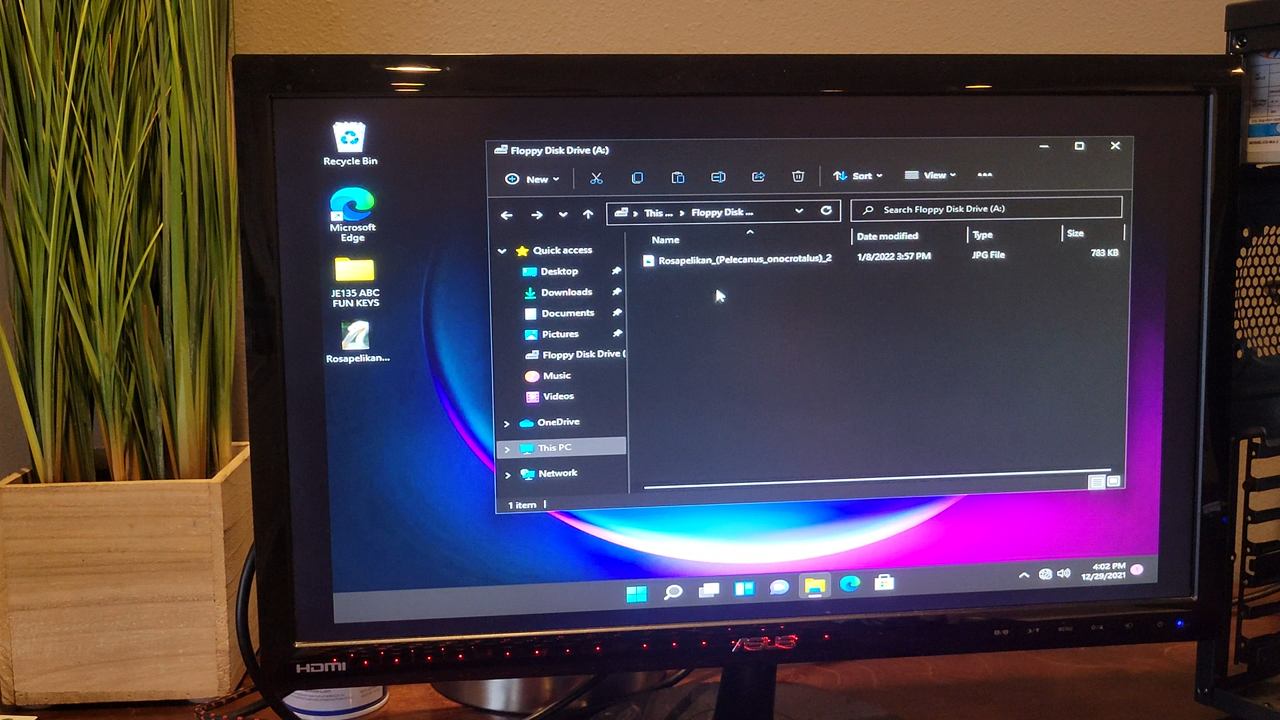 Recycle Bin
Microsoft
Edge
JE135 ABC
FUN KEYS
Rosapelikan...
Floppy Disk Drive (A:)
New
Sort
View
This ...
Floppy Disk ...
Search Floppy Disk Drive (A:)
Name
Date modified
Type
Size
Rosapelikan_(Pelecanus_onocrotalus)_2
1/8/2022 3:57 PM
JPG File
783 KB
Quick access
Desktop
Downloads
Documents
Pictures
Floppy Disk Drive (
Music
Videos
OneDrive
This PC
Network
1 item
4:02 PM
12/29/2021
HDMI
ASUS
MENU